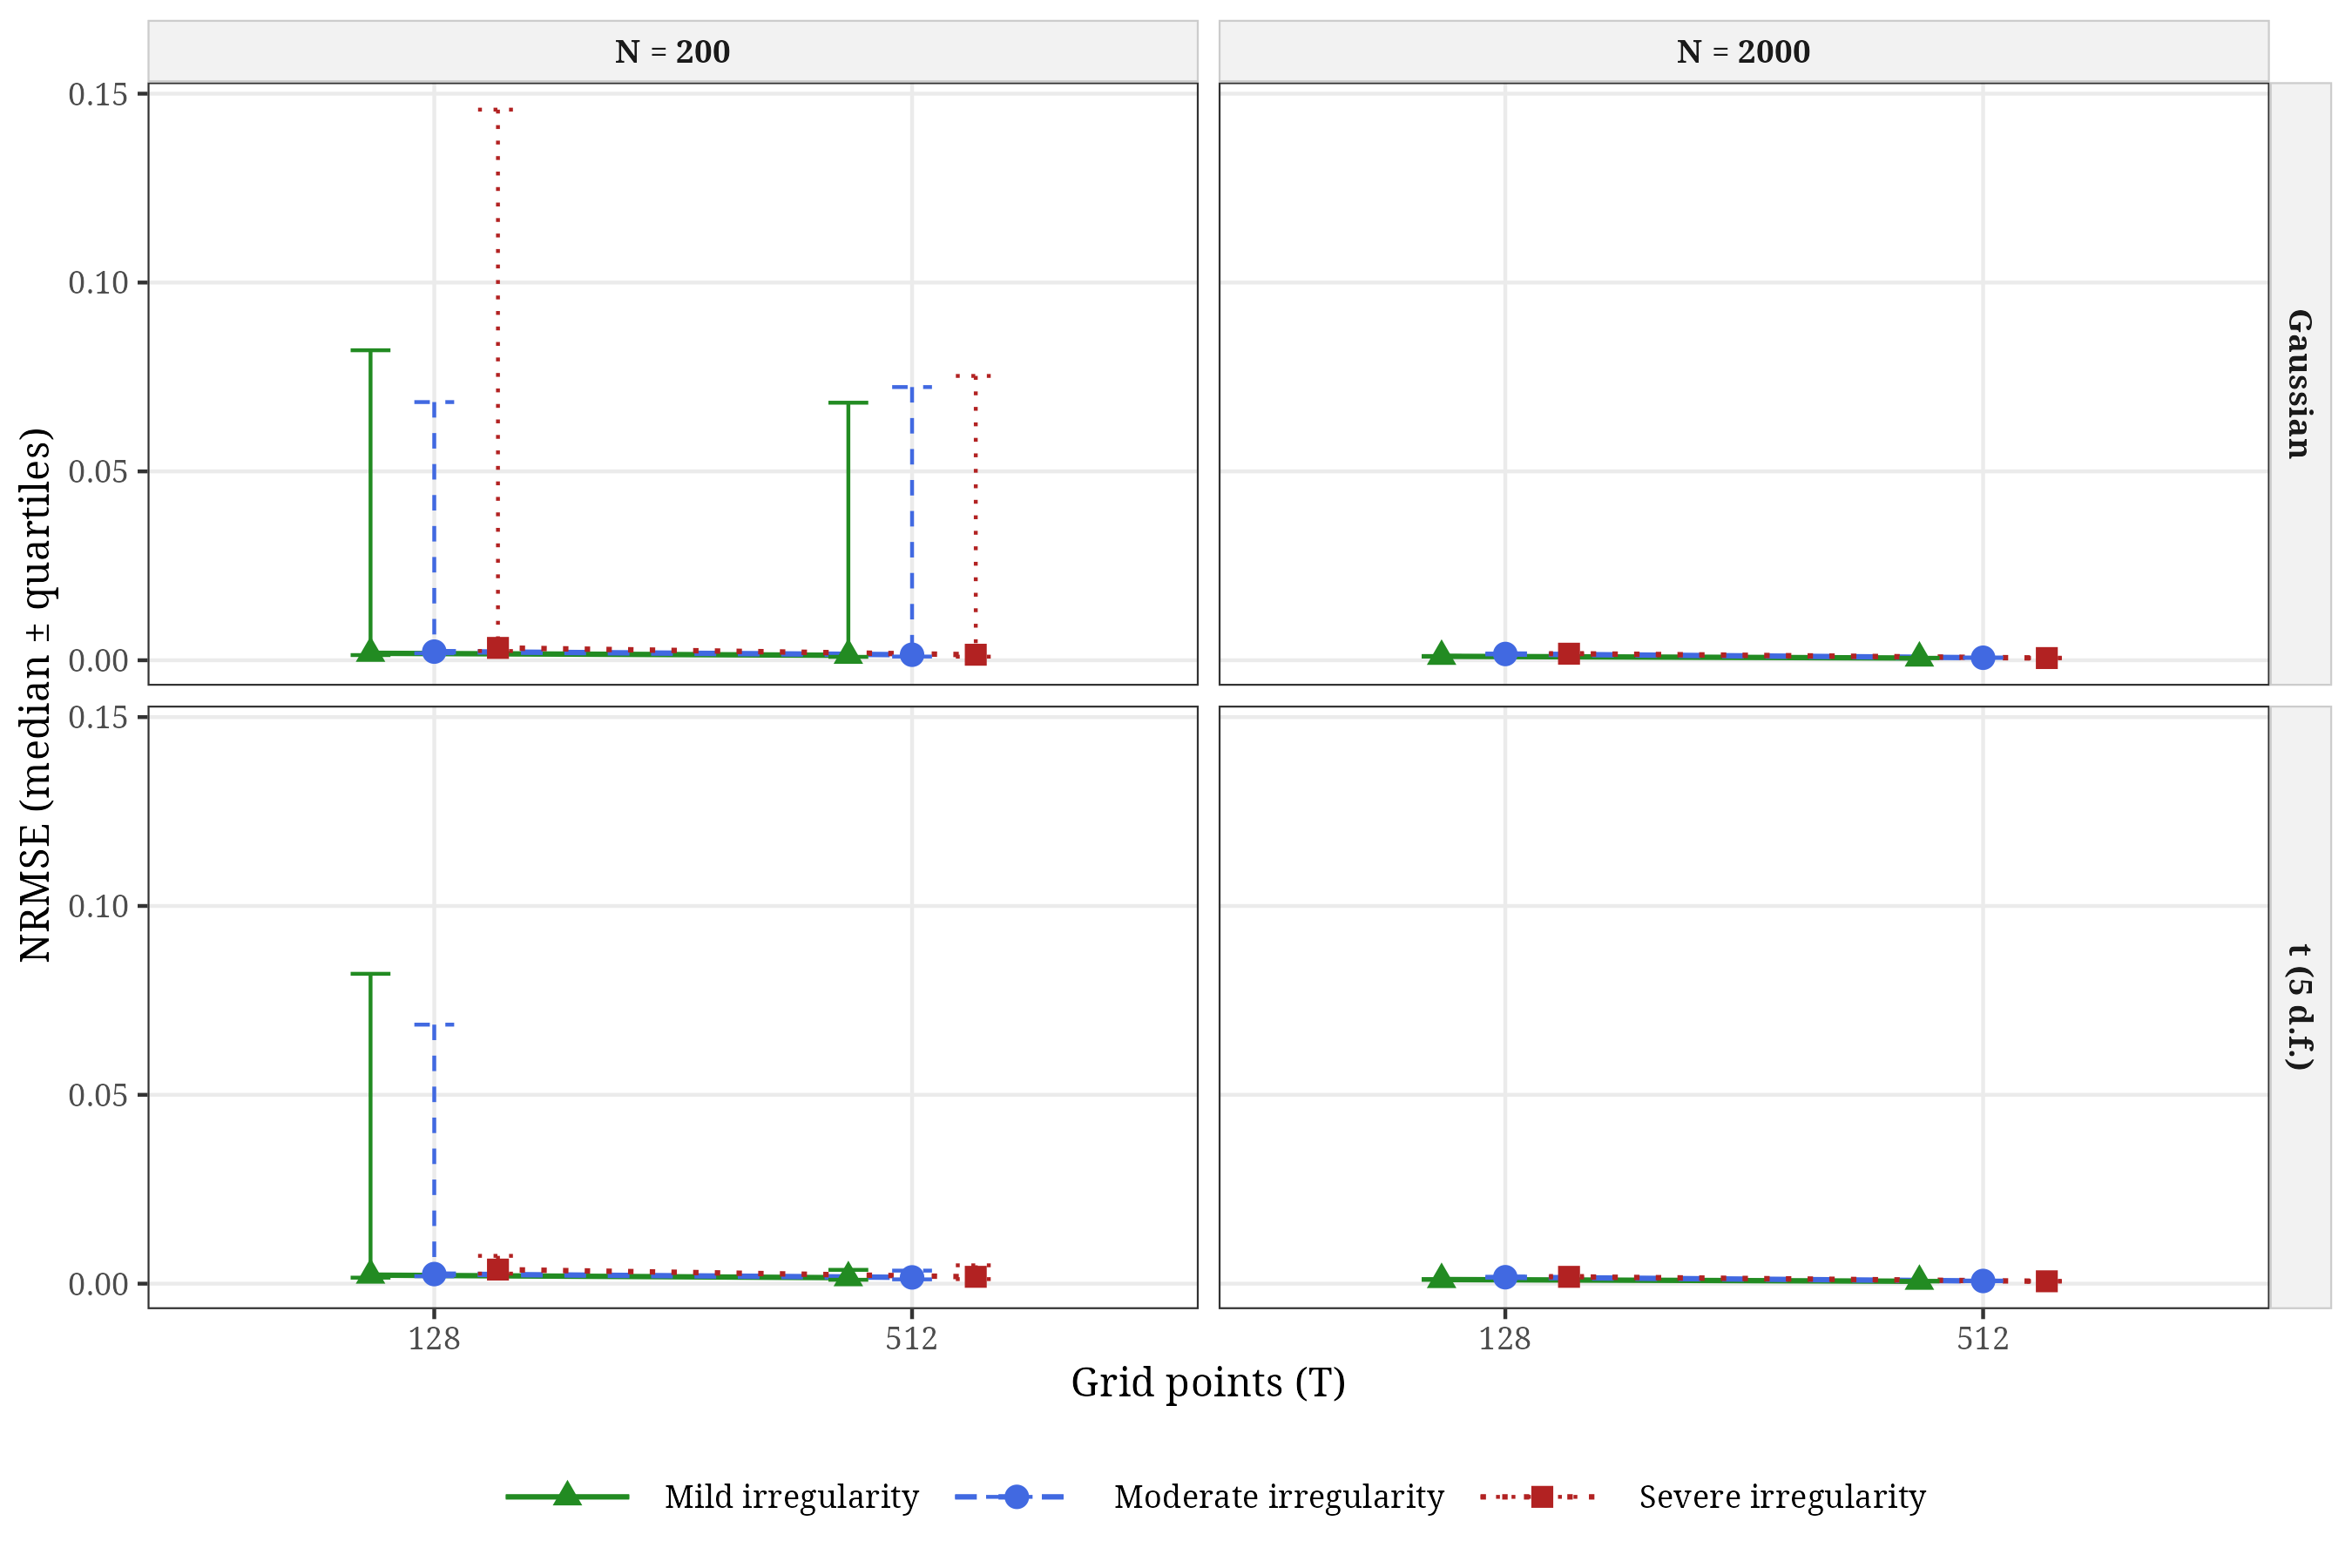 N = 200
N = 2000
0.15
0.10
0.05
0.00
Gaussian
0.15
0.10
0.05
0.00
t (5 d.f.)
NRMSE (median ± quartiles)
128
512
128
512
Grid points (T)
Mild irregularity
Moderate irregularity
Severe irregularity